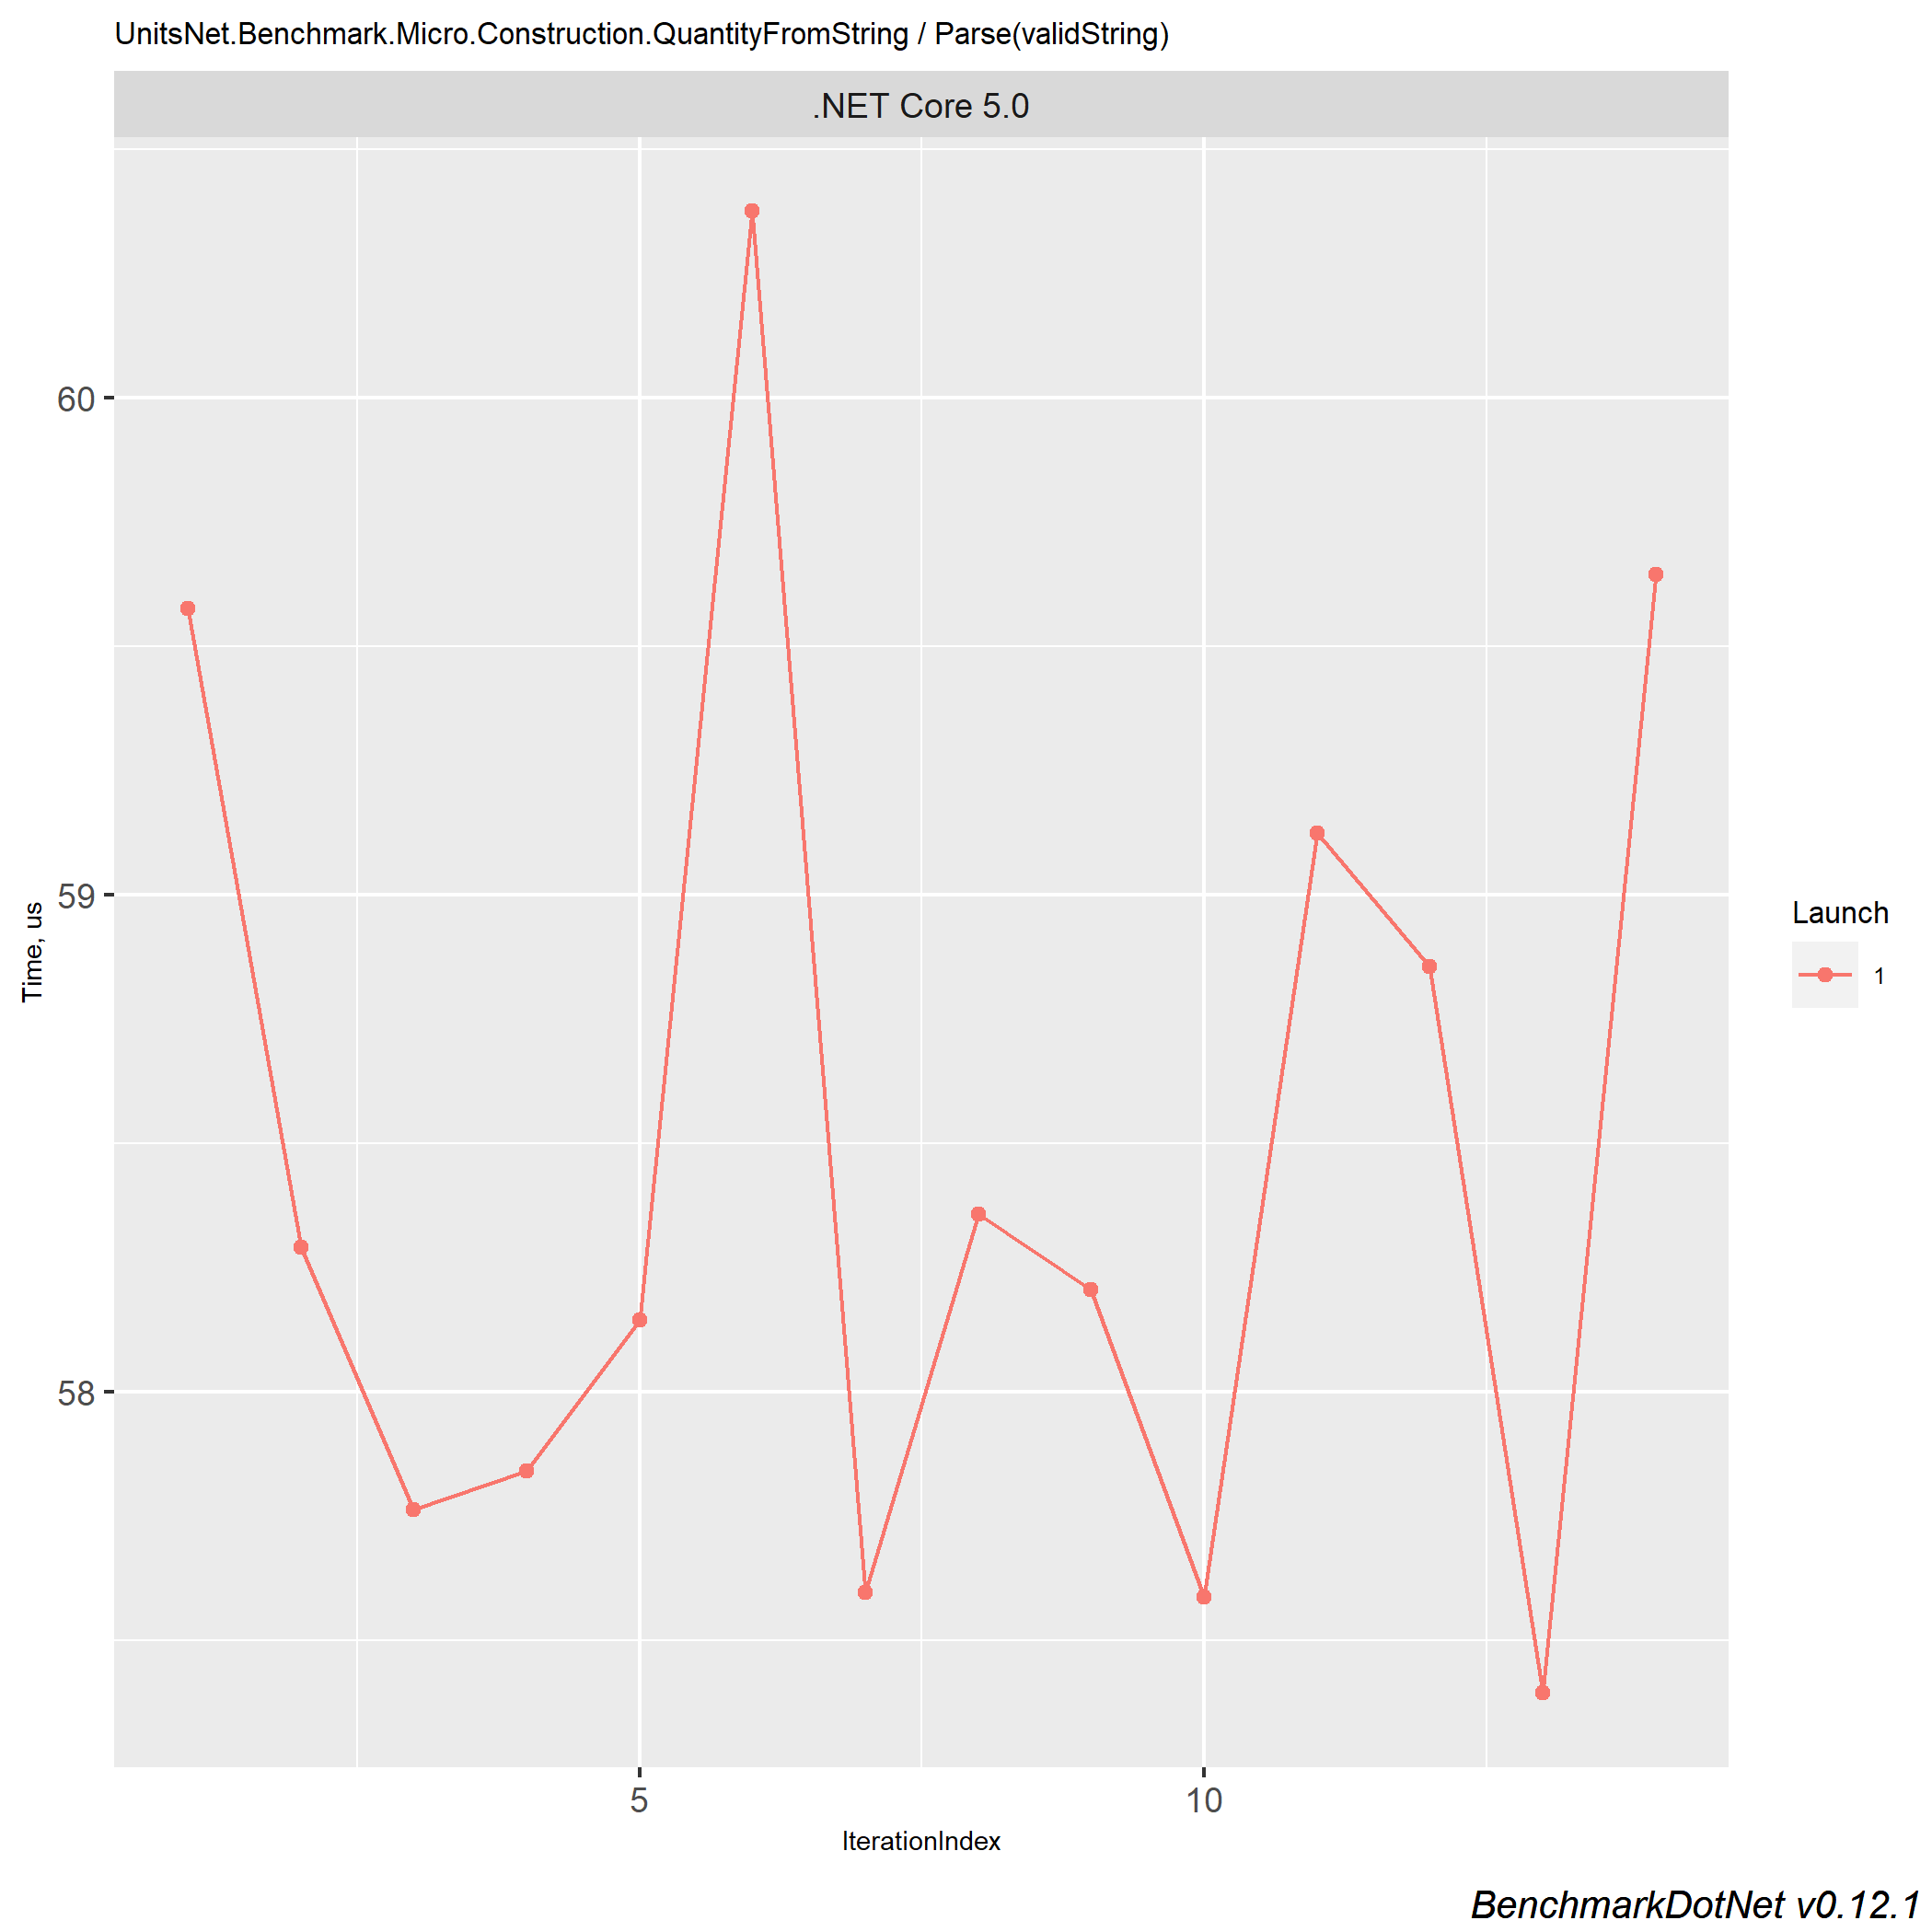 UnitsNet.Benchmark.Micro.Construction.QuantityFromString / Parse(validString)
.NET Core 5.0
60
59
58
Time, us
5
10
IterationIndex
Launch
1
BenchmarkDotNet v0.12.1